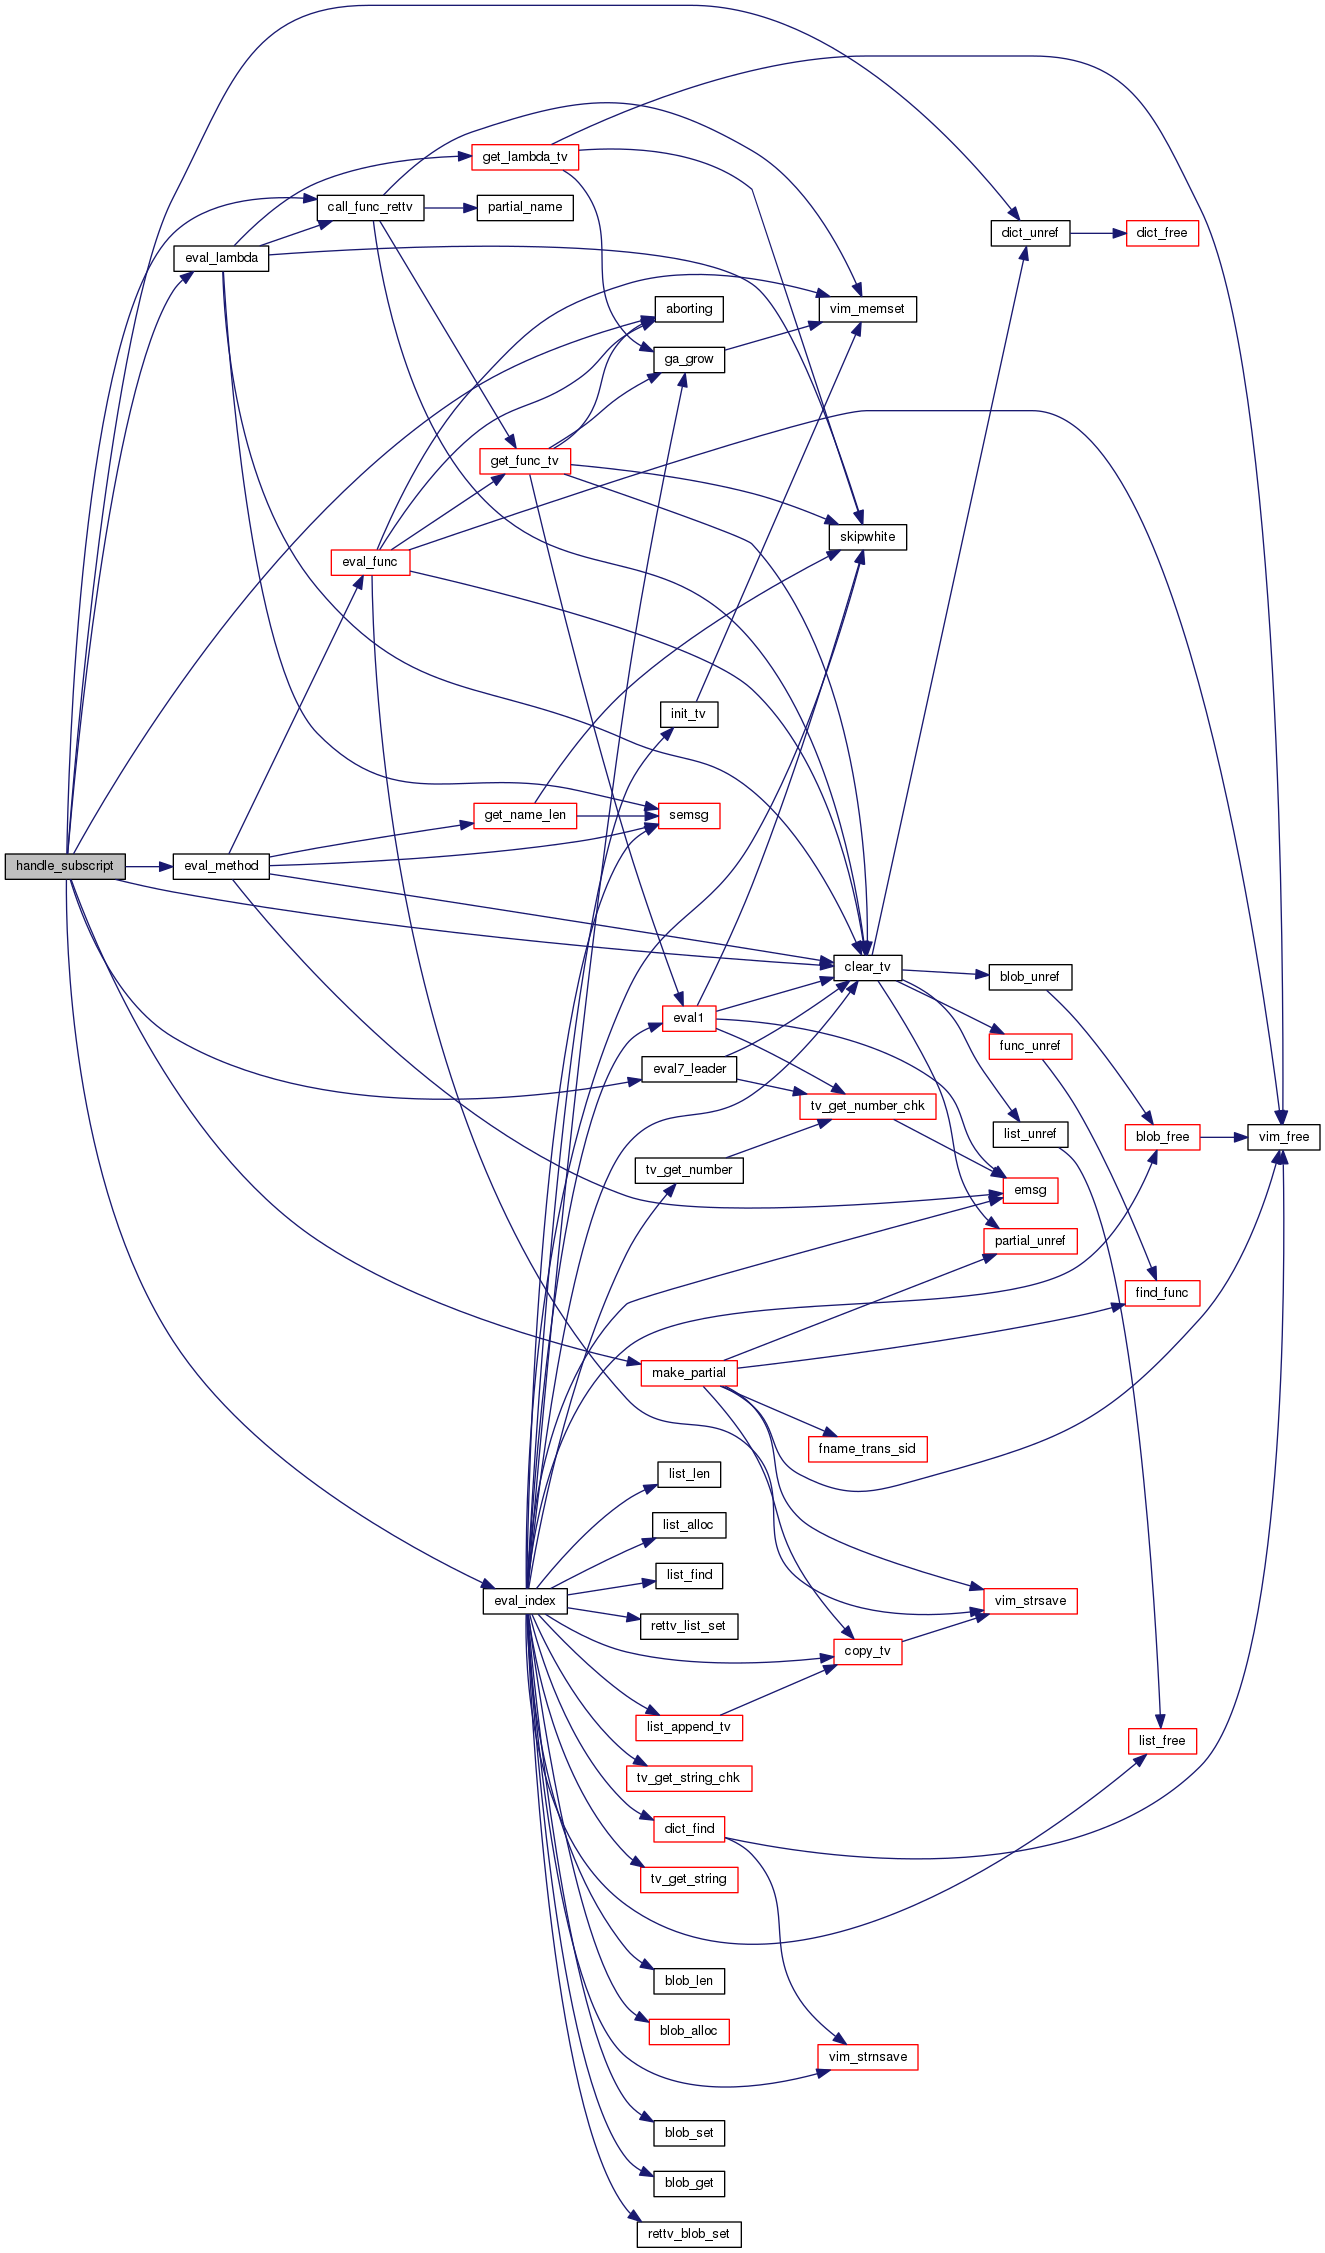 get_lambda_tv
call_func_rettv
partial_name
dict_unref
dict_free
eval_lambda
aborting
vim_memset
ga_grow
get_func_tv
skipwhite
eval_func
init_tv
get_name_len
semsg
handle_subscript
eval_method
clear_tv
blob_unref
eval1
func_unref
eval7_leader
tv_get_number_chk
list_unref
blob_free
vim_free
tv_get_number
emsg
partial_unref
find_func
make_partial
fname_trans_sid
list_len
list_alloc
list_find
eval_index
vim_strsave
rettv_list_set
copy_tv
list_append_tv
list_free
tv_get_string_chk
dict_find
tv_get_string
blob_len
blob_alloc
vim_strnsave
blob_set
blob_get
rettv_blob_set